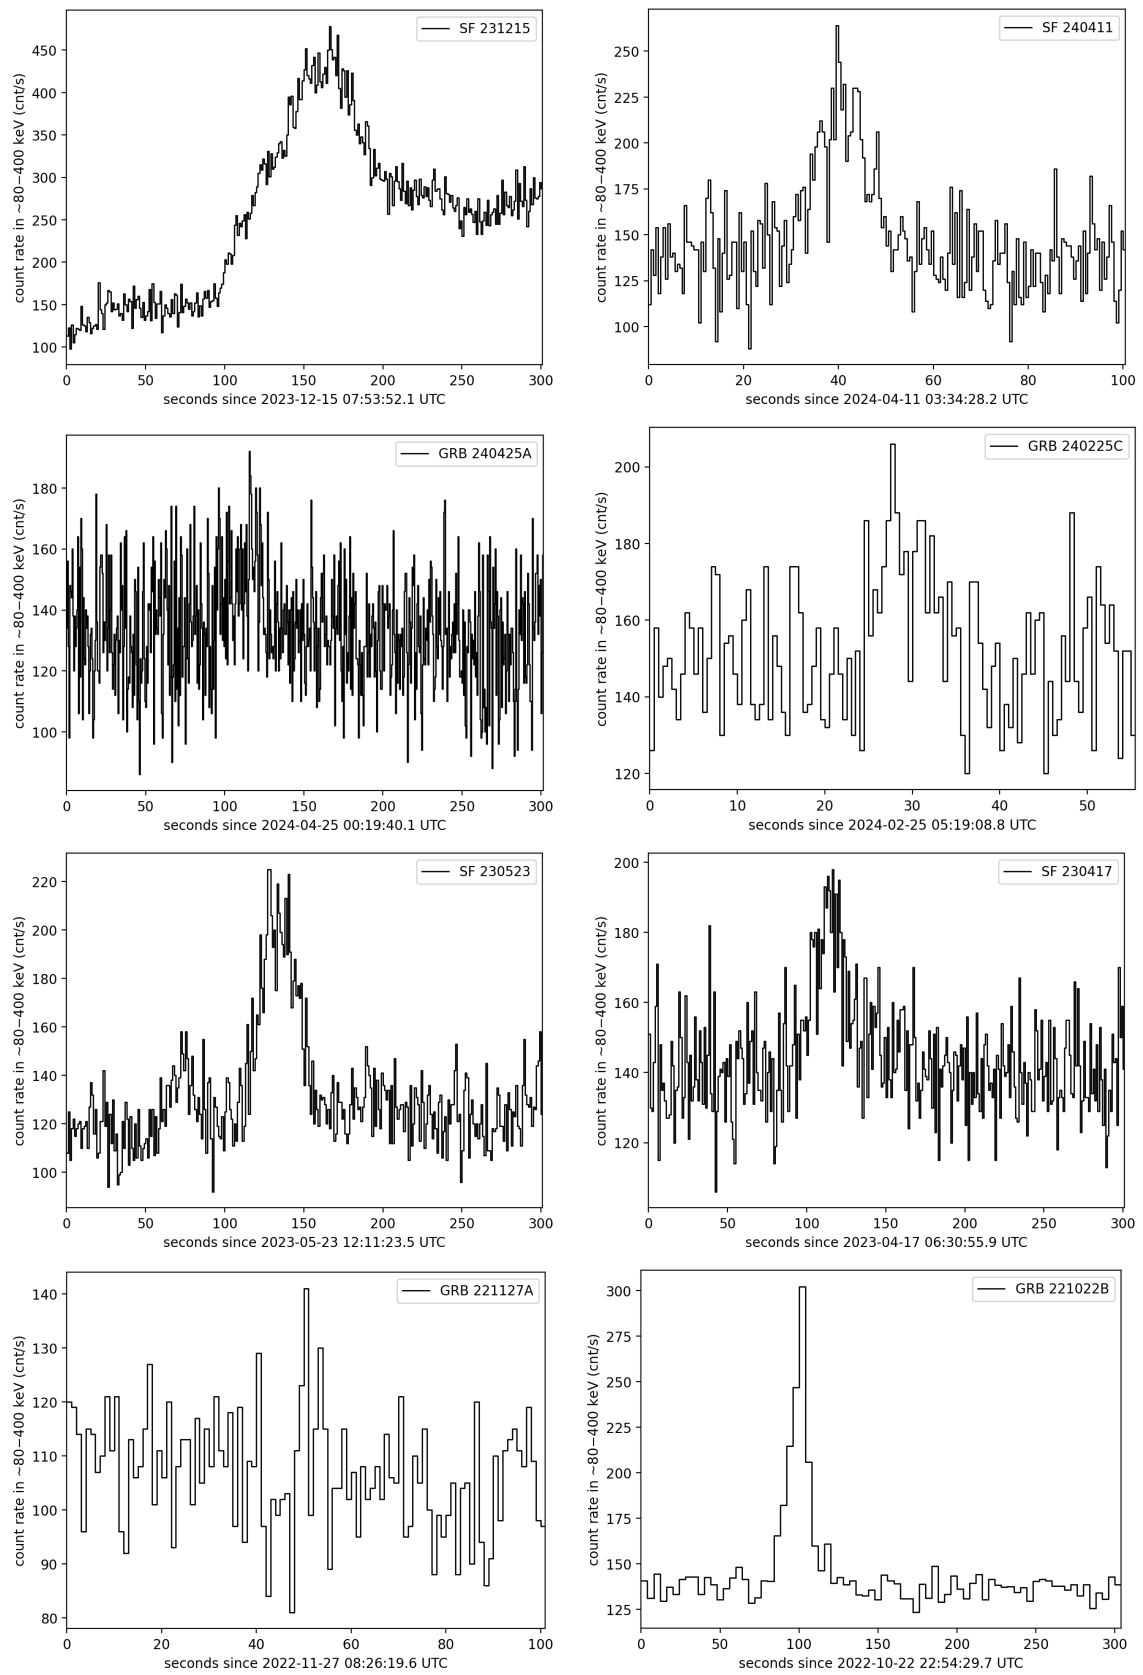 SF 231215
count rate in ~80−400 keV (cnt/s)
450
400
350
300
250
200
150
100
0 50 100 150 200 250 300
seconds since 2023-12-15 07:53:52.1 UTC
SF 240411
count rate in ~80−400 keV (cnt/s)
250
225
200
175
150
125
100
0 20 40 60 80 100
seconds since 2024-04-11 03:34:28.2 UTC
GRB 240425A
count rate in ~80−400 keV (cnt/s)
180
160
140
120
100
0 50 100 150 200 250 300
seconds since 2024-04-25 00:19:40.1 UTC
GRB 240225C
count rate in ~80−400 keV (cnt/s)
200
180
160
140
120
0 10 20 30 40 50
seconds since 2024-02-25 05:19:08.8 UTC
SF 230523
count rate in ~80−400 keV (cnt/s)
220
200
180
160
140
120
100
0 50 100 150 200 250 300
seconds since 2023-05-23 12:11:23.5 UTC
SF 230417
count rate in ~80−400 keV (cnt/s)
200
180
160
140
120
0 50 100 150 200 250 300
seconds since 2023-04-17 06:30:55.9 UTC
GRB 221127A
count rate in ~80−400 keV (cnt/s)
140
130
120
110
100
90
80
0 20 40 60 80 100
seconds since 2022-11-27 08:26:19.6 UTC
GRB 221022B
count rate in ~80−400 keV (cnt/s)
300
275
250
225
200
175
150
125
0 50 100 150 200 250 300
seconds since 2022-10-22 22:54:29.7 UTC